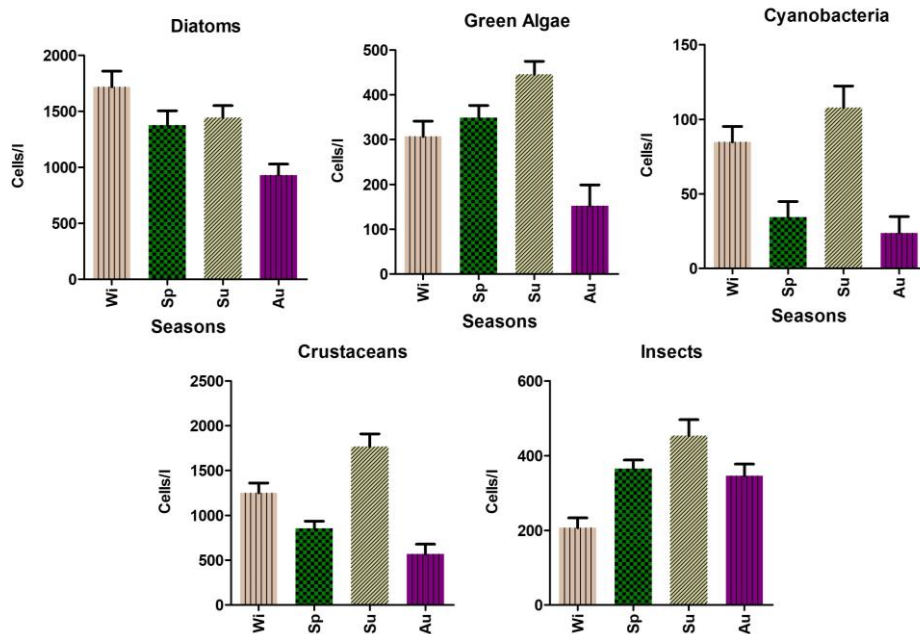 Diatoms
Cells/l
2000
1500
1000
500
0
Wi
Sp
Su
Au
Seasons
Green Algae
Cells/l
500
400
300
200
100
0
Wi
Sp
Su
Au
Seasons
Cyanobacteria
Cells/l
150
100
50
0
Wi
Sp
Su
Au
Seasons
Crustaceans
Cells/l
2500
2000
1500
1000
500
0
Wi
Sp
Su
Au
Insects
Cells/l
600
400
200
0
Wi
Sp
Su
Au